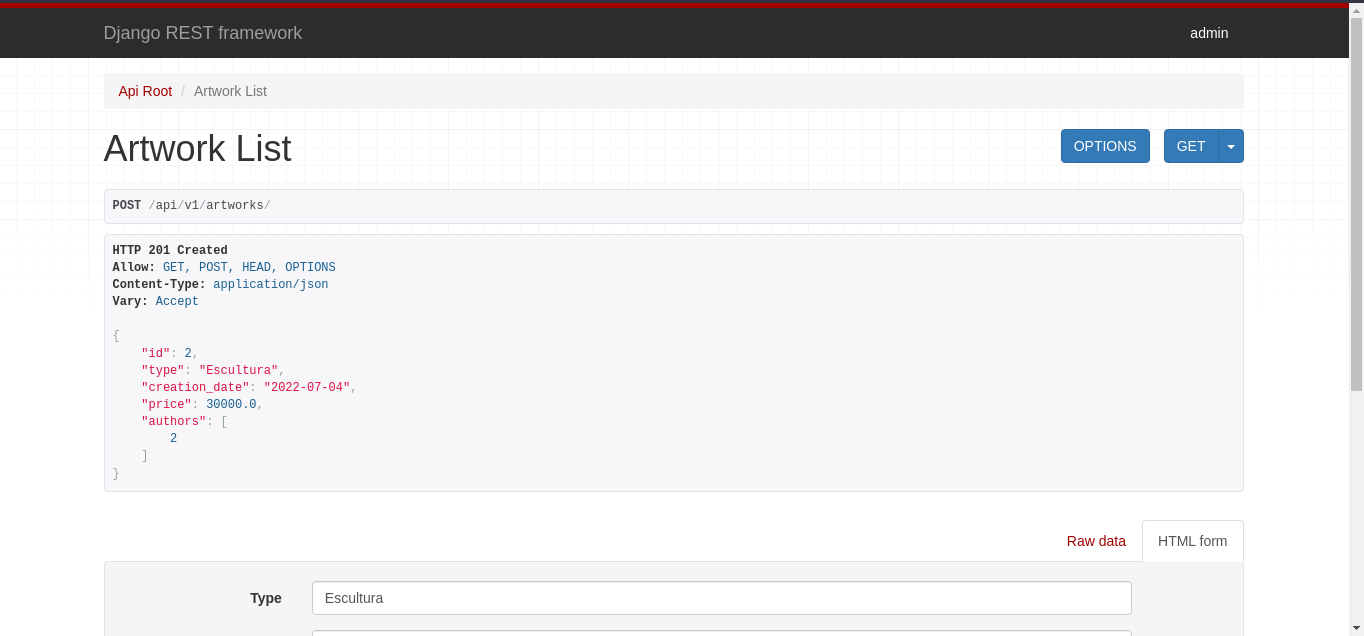 Django REST framework
admin
Api Root / Artwork List
Artwork List
OPTIONS
GET
POST /api/v1/artworks/
HTTP 201 Created
Allow: GET, POST, HEAD, OPTIONS
Content-Type: application/json
Vary: Accept
{
    "id": 2,
    "type": "Escultura",
    "creation_date": "2022-07-04",
    "price": 30000.0,
    "authors": [
        2
    ]
}
Raw data
HTML form
Type
Escultura